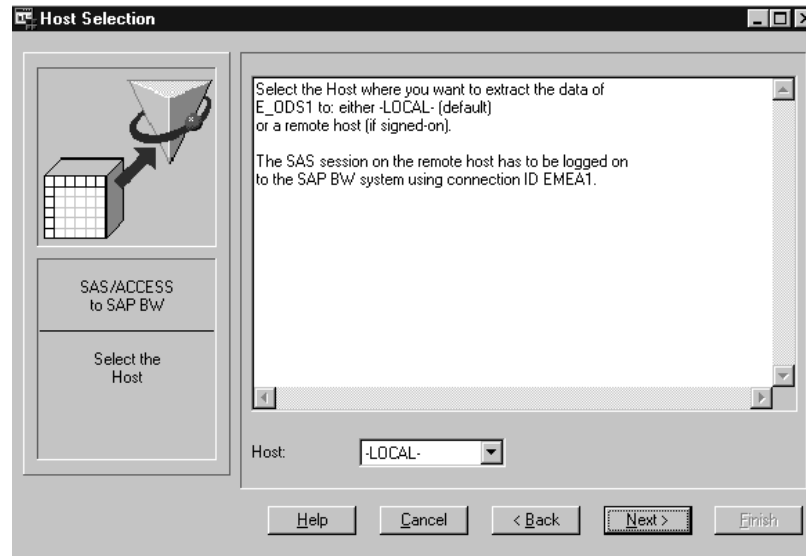 Host Selection
Select the Host where you want to extract the data of
E_ODS1 to: either -LOCAL- (default)
or a remote host (if signed-on).
The SAS session on the remote host has to be logged on
to the SAP BW system using connection ID EMEA1.
SAS/ACCESS
to SAP BW
Select the
Host
Host: -LOCAL-
Help Cancel < Back Next > Finish